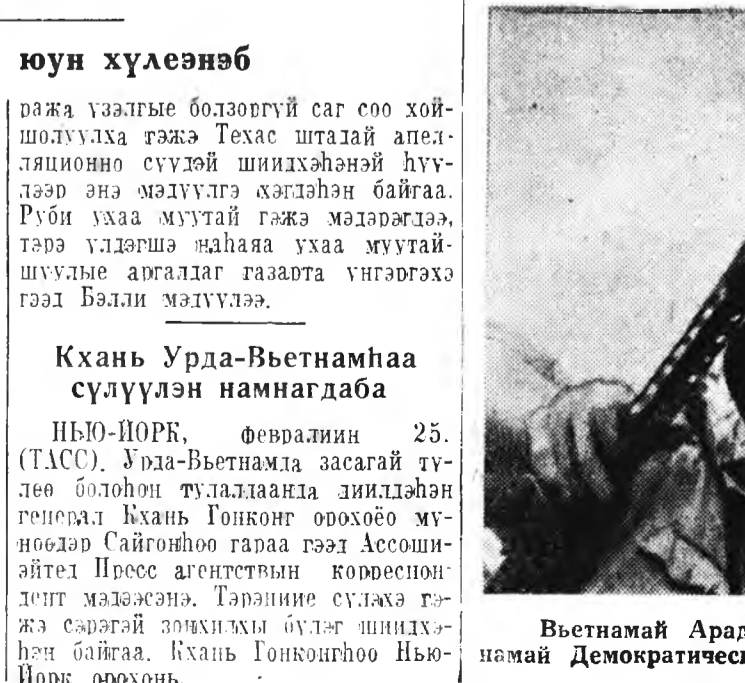 юун хүлеэнэб
ража үзэлгые болзоргүй саг соо хой-
шолуулха гэжэ Техас штадай апел-
ляционно сүүдэй шиидхэһэнэй һүү-
лээр энэ мэдүүлгэ хэгдэһэн байгаа.
Руби ухаа муутай гэжэ мэдэрэгдээ,
тэрэ үлдэгшэ наһаяа ухаа муутай-
шуулые аргалдаг газарта үнгэргэхэ
гээд Бэлли мэдүүлээ.
Кхань Урда-Вьетнамһаа
сүлүүлэн намнагдаба
НЬЮ-ЙОРК, февралиин 25.
(ТАСС). Урда-Вьетнамда засагай тү-
лөө болоһон тулалдаанда диилдэһэн
генерал Кхань Гонконг орохоёо мү-
нөөдэр Сайгонһоо гараа гээд Ассоши-
эйтед Пресс агентствын корреспон-
дент мэдээсэнэ. Тэрэниие сүлэхэ гэ-
жэ сэрэгэй зонхилхы бүлэг шиидхэ-
һэн байгаа. Кхань Гонконгһоо Нью-
Йорк орохонь.
Вьетнамай Арад
намай Демократическ